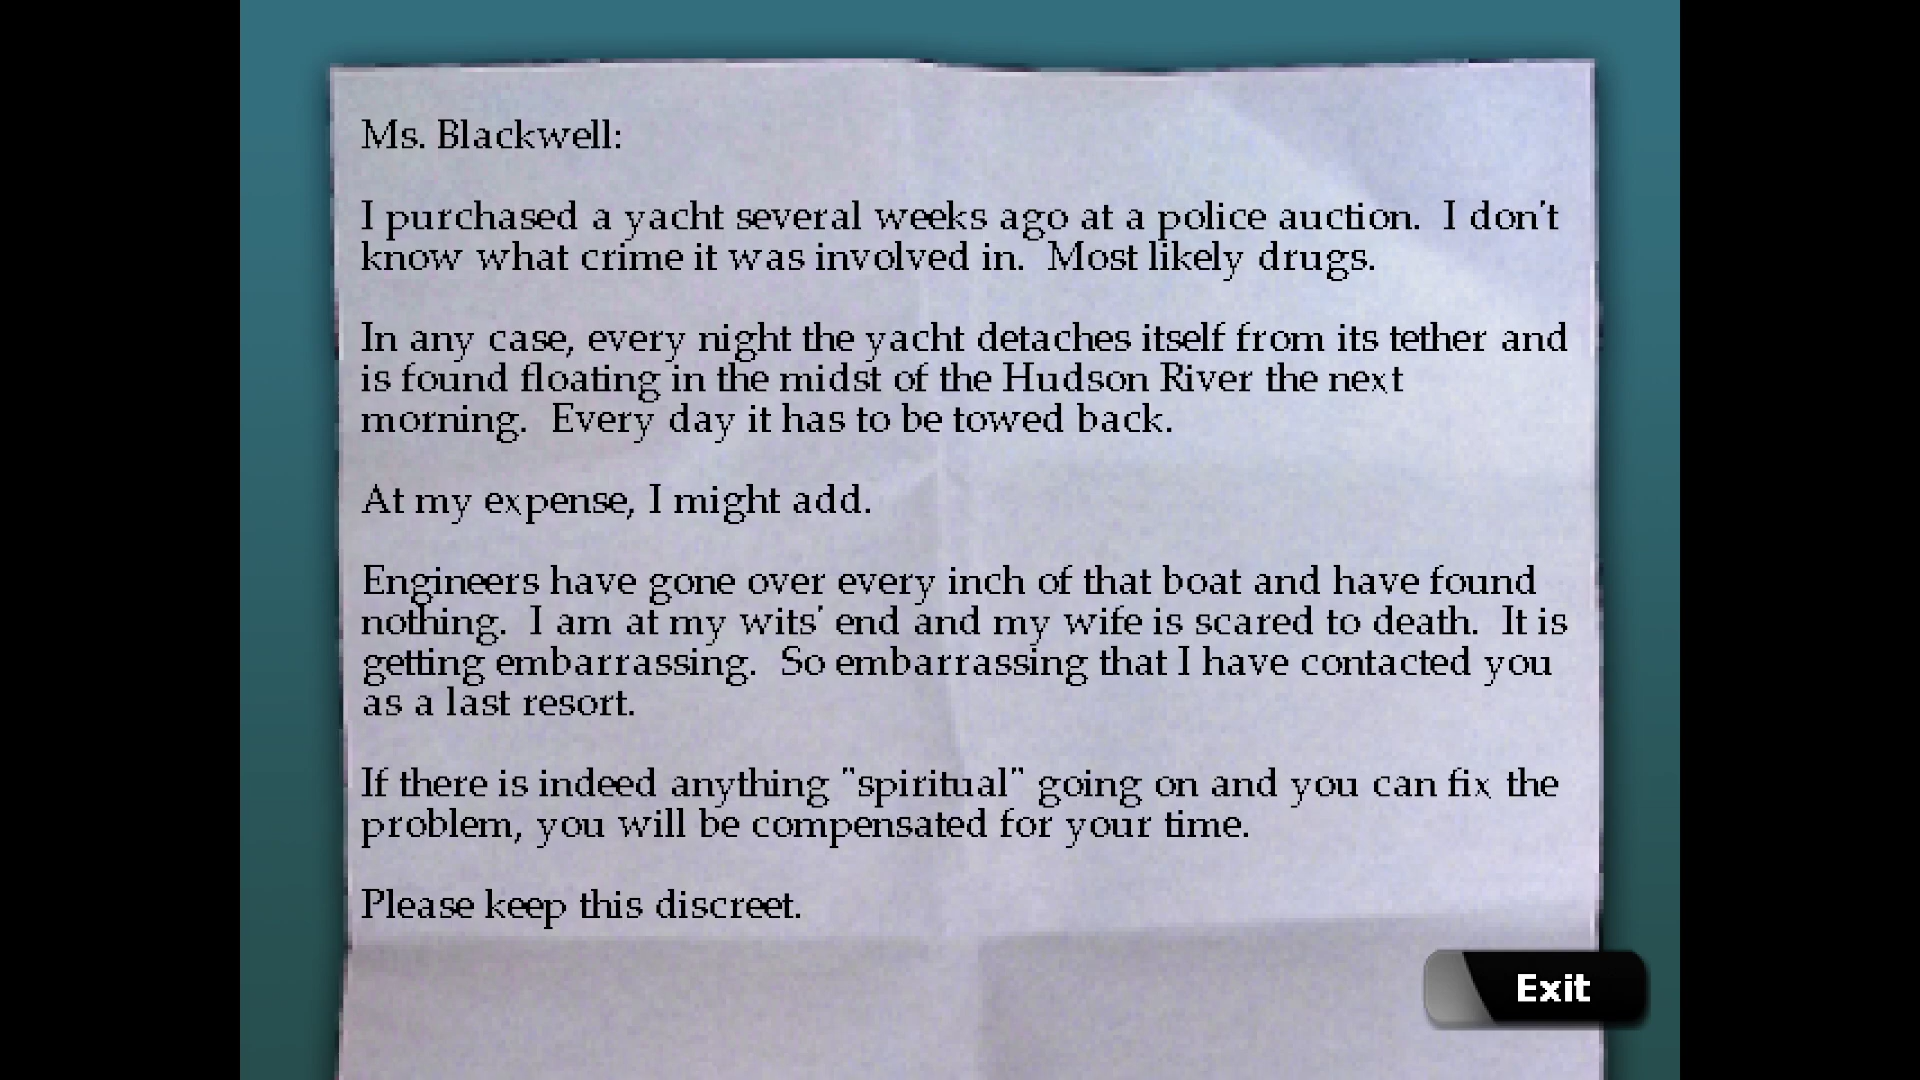 Ms. Blackwell:
I purchased a yacht several weeks ago at a police auction.  I don't
know what crime it was involved in.  Most likely drugs.
In any case, every night the yacht detaches itself from its tether and
is found floating in the midst of the Hudson River the next
morning.  Every day it has to be towed back.
At my expense, I might add.
Engineers have gone over every inch of that boat and have found
nothing.  I am at my wits' end and my wife is scared to death.  It is
getting embarrassing.  So embarrassing that I have contacted you
as a last resort.
If there is indeed anything "spiritual" going on and you can fix the
problem, you will be compensated for your time.
Please keep this discreet.
Exit